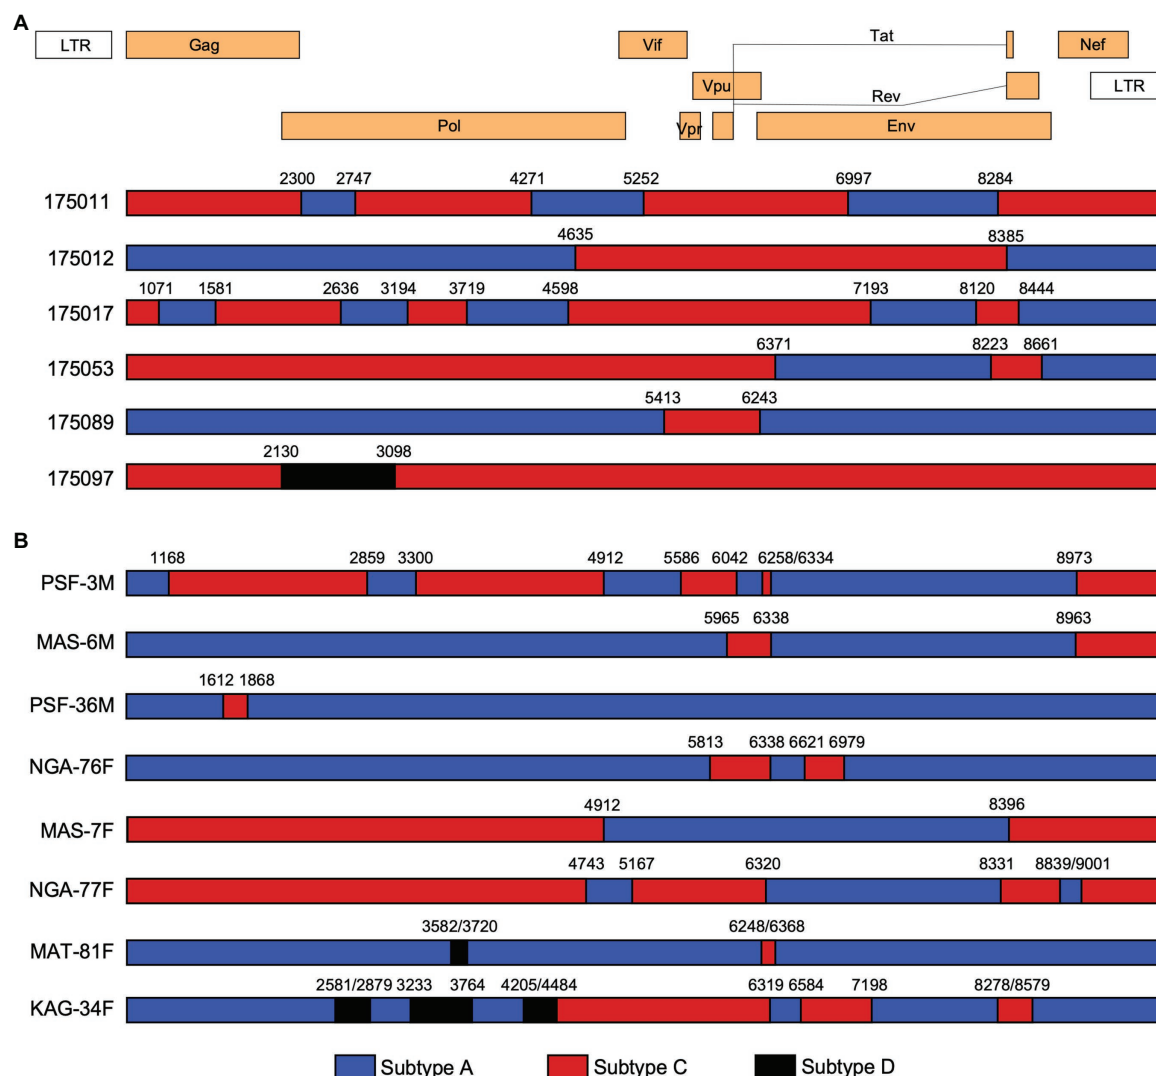 A
LTR Gag Vif Tat Nef
Vpu Rev LTR
Pol Vpr Env
2300 2747 4271 5252 6997 8284
175011
4635 8385
175012
1071 1581 2636 3194 3719 4598 7193 8120 8444
175017
6371 8223 8661
175053
5413 6243
175089
2130 3098
175097
B
1168 2859 3300 4912 5586 6042 6258/6334 8973
PSF-3M
5965 6338 8963
MAS-6M
1612 1868
PSF-36M
5813 6338 6621 6979
NGA-76F
4912 8396
MAS-7F
4743 5167 6320 8331 8839/9001
NGA-77F
3582/3720 6248/6368
MAT-81F
2581/2879 3233 3764 4205/4484 6319 6584 7198 8278/8579
KAG-34F
Subtype A Subtype C Subtype D